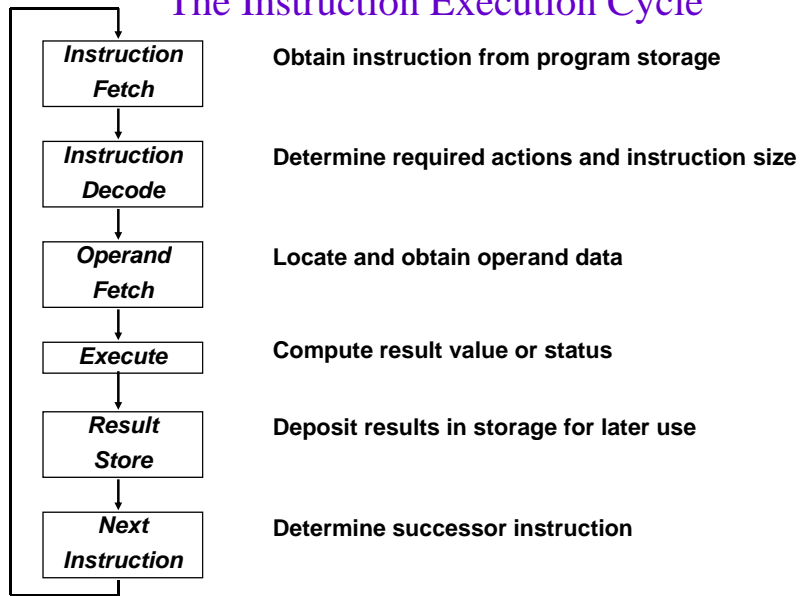 The Instruction Execution Cycle
Instruction
Fetch
Obtain instruction from program storage
Instruction
Decode
Determine required actions and instruction size
Operand
Fetch
Locate and obtain operand data
Execute
Compute result value or status
Result
Store
Deposit results in storage for later use
Next
Instruction
Determine successor instruction